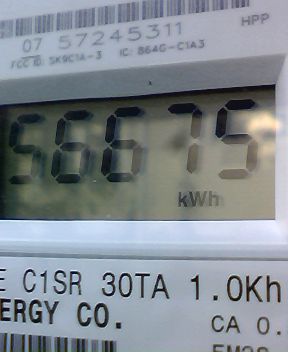 HPP
07 57245311
FCC ID: SK9C1A-3 IC: 864G-C1A3
56675
kWh
E C1SR 30TA 1.0Kh
ERGY CO.
CA 0.